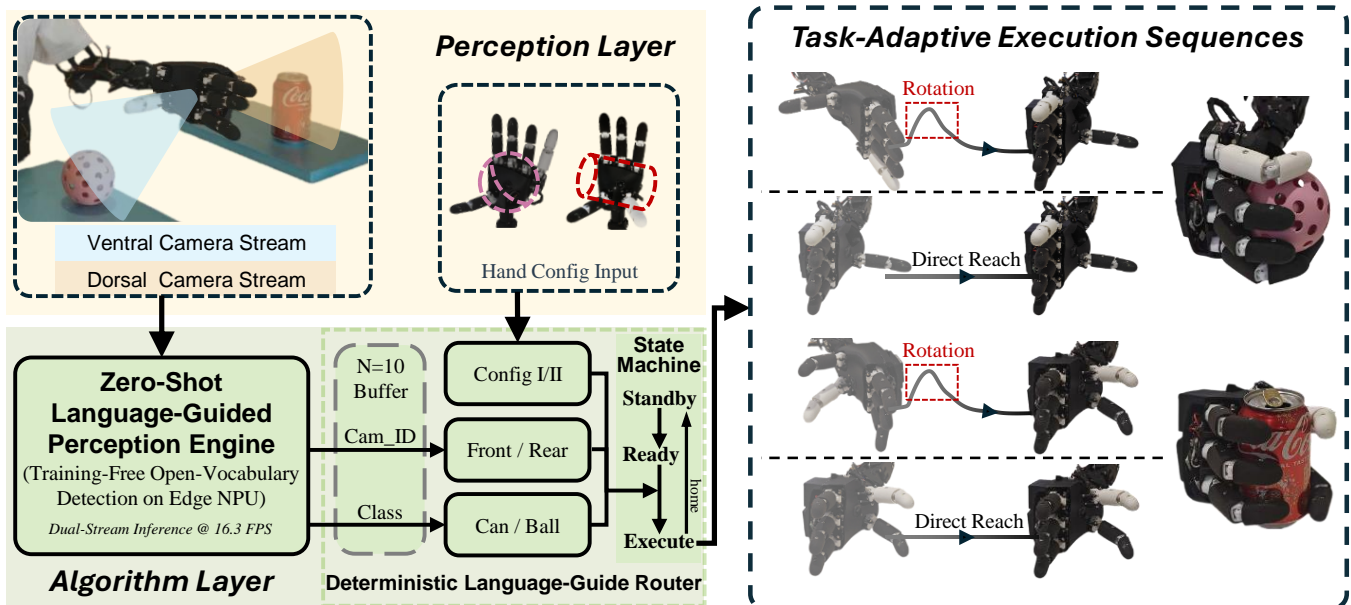 Perception Layer
Ventral Camera Stream
Dorsal Camera Stream
Hand Config Input
Zero-Shot
Language-Guided
Perception Engine
(Training-Free Open-Vocabulary
Detection on Edge NPU)
Dual-Stream Inference @ 16.3 FPS
Algorithm Layer
N=10
Buffer
Cam_ID
Class
Config I/II
Front / Rear
Can / Ball
State
Machine
Standby
Ready
Execute
home
Deterministic Language-Guide Router
Task-Adaptive Execution Sequences
Rotation
Direct Reach
Rotation
Direct Reach